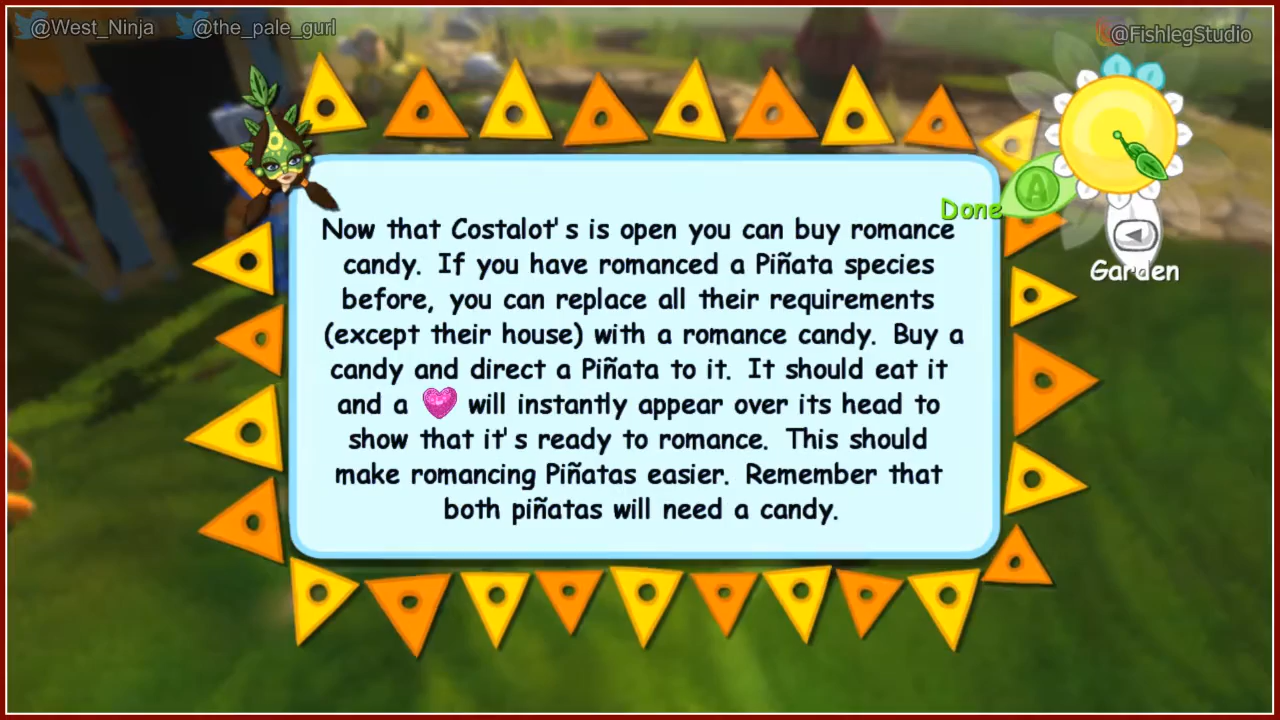 @West_Ninja @the_pale_gurl @FishlegStudio
Now that Costalot's is open you can buy romance
candy. If you have romanced a Piñata species
before, you can replace all their requirements
(except their house) with a romance candy. Buy a
candy and direct a Piñata to it. It should eat it
and a will instantly appear over its head to
show that it's ready to romance. This should
make romancing Piñatas easier. Remember that
both piñatas will need a candy.
Done
A
Garden